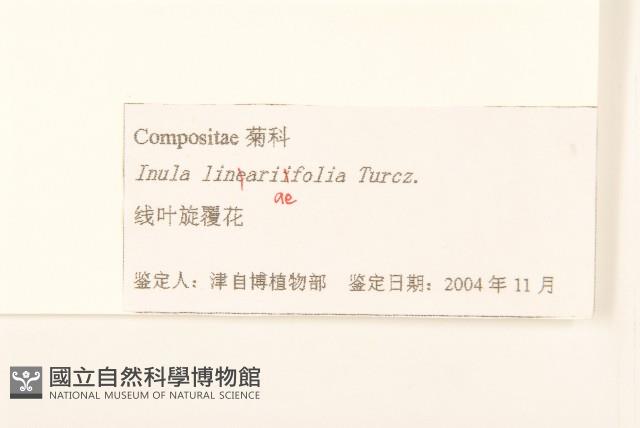 Compositae 菊科
Inula lineariifolia Turcz.
ae
线叶旋覆花
鉴定人：津自博植物部 鉴定日期：2004 年 11 月
國立自然科學博物館
NATIONAL MUSEUM OF NATURAL SCIENCE